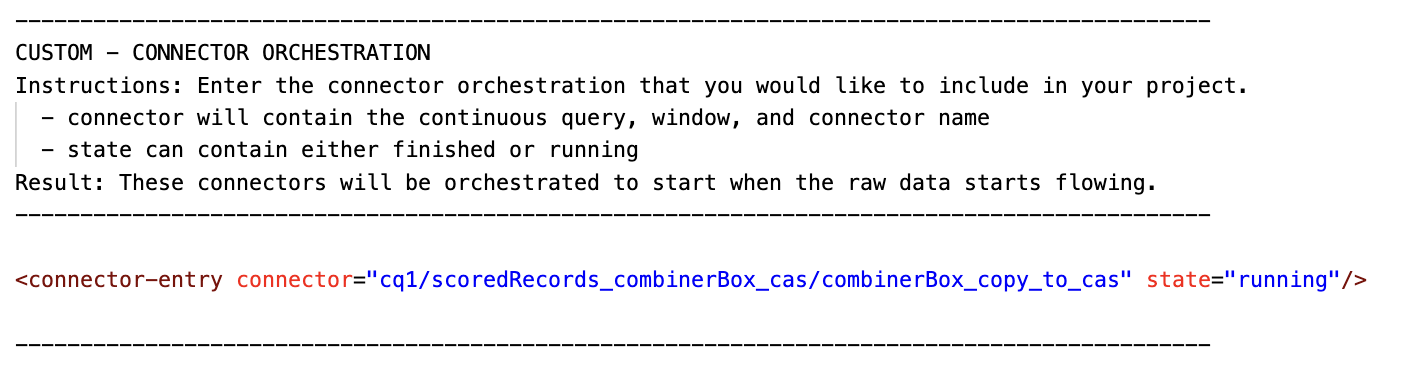 --------------------------------------------------------------------------------------------
CUSTOM - CONNECTOR ORCHESTRATION
Instructions: Enter the connector orchestration that you would like to include in your project.
- connector will contain the continuous query, window, and connector name
- state can contain either finished or running
Result: These connectors will be orchestrated to start when the raw data starts flowing.
--------------------------------------------------------------------------------------------
<connector-entry connector="cq1/scoredRecords_combinerBox_cas/combinerBox_copy_to_cas" state="running"/>
--------------------------------------------------------------------------------------------